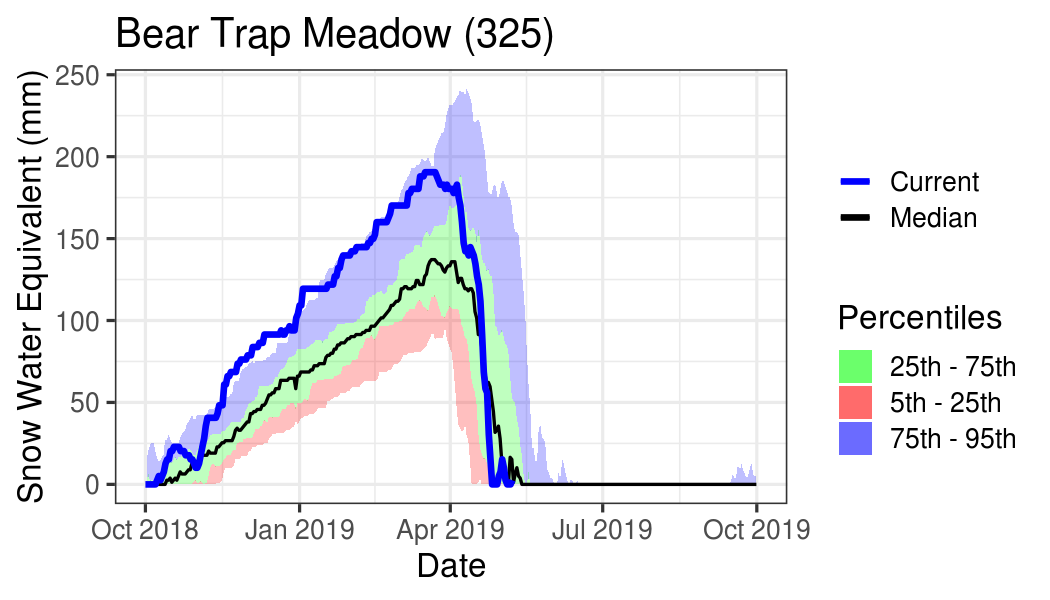 Bear Trap Meadow (325)
Snow Water Equivalent (mm)
250
200
150
100
50
0
Oct 2018
Jan 2019
Apr 2019
Jul 2019
Oct 2019
Date
Current
Median
Percentiles
25th - 75th
5th - 25th
75th - 95th